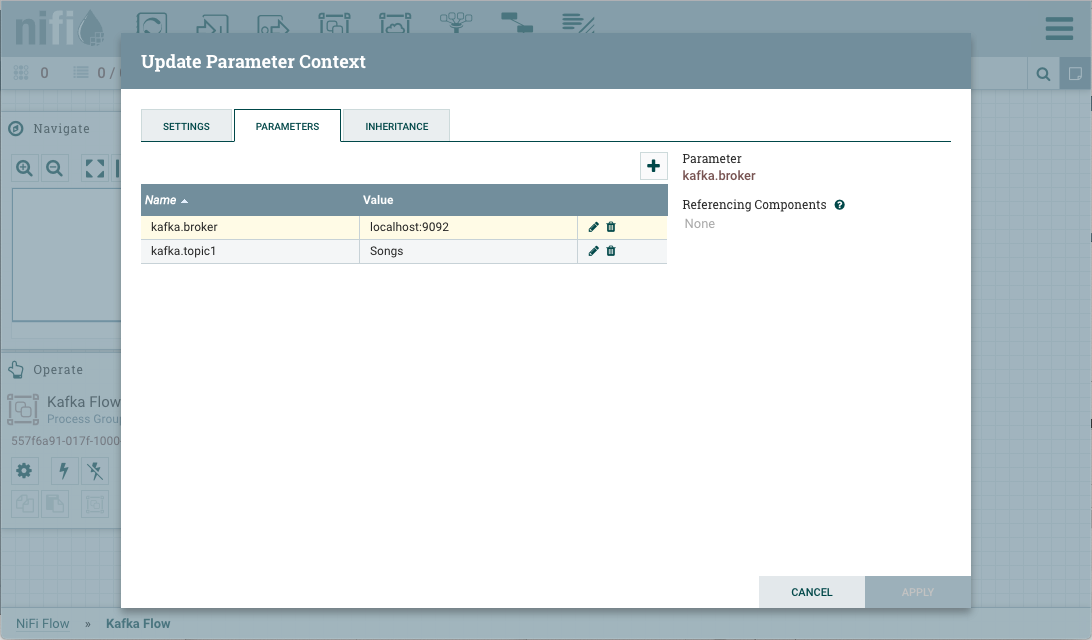 nifi
0
0 /
Update Parameter Context
Navigate
SETTINGS
PARAMETERS
INHERITANCE
Parameter
kafka.broker
Referencing Components
None
Name
Value
kafka.broker
localhost:9092
kafka.topic1
Songs
Operate
Kafka Flow
Process Grou
557f6a91-017f-1000
CANCEL
APPLY
NiFi Flow » Kafka Flow